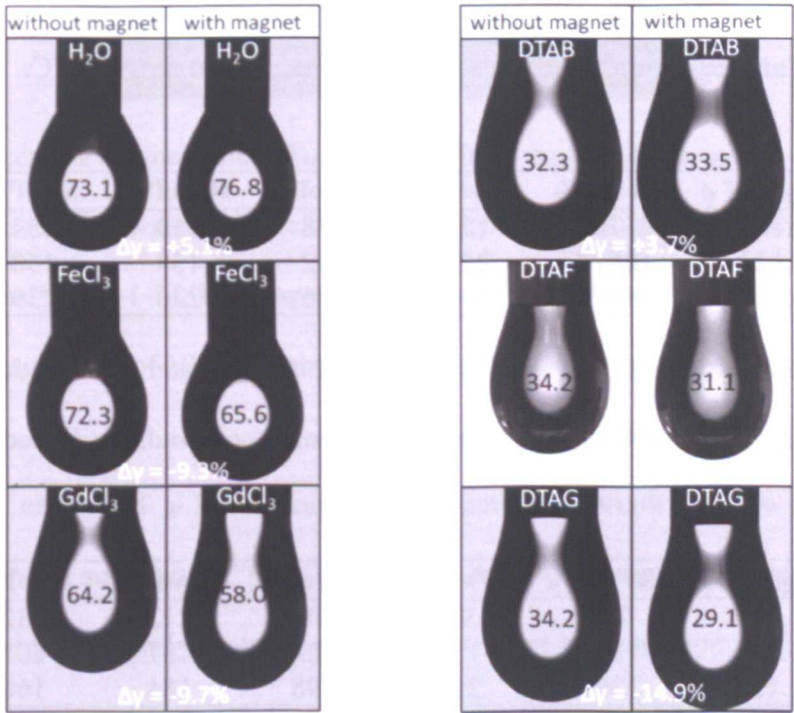 without magnet with magnet
H₂O H₂O
73.1 76.8
Δγ = +5.1%
FeCl₃ FeCl₃
72.3 65.6
Δγ = -9.3%
GdCl₃ GdCl₃
64.2 58.0
Δγ = -9.7%
without magnet with magnet
DTAB DTAB
32.3 33.5
Δγ = +3.7%
DTAF DTAF
34.2 31.1
DTAG DTAG
34.2 29.1
Δγ = -14.9%